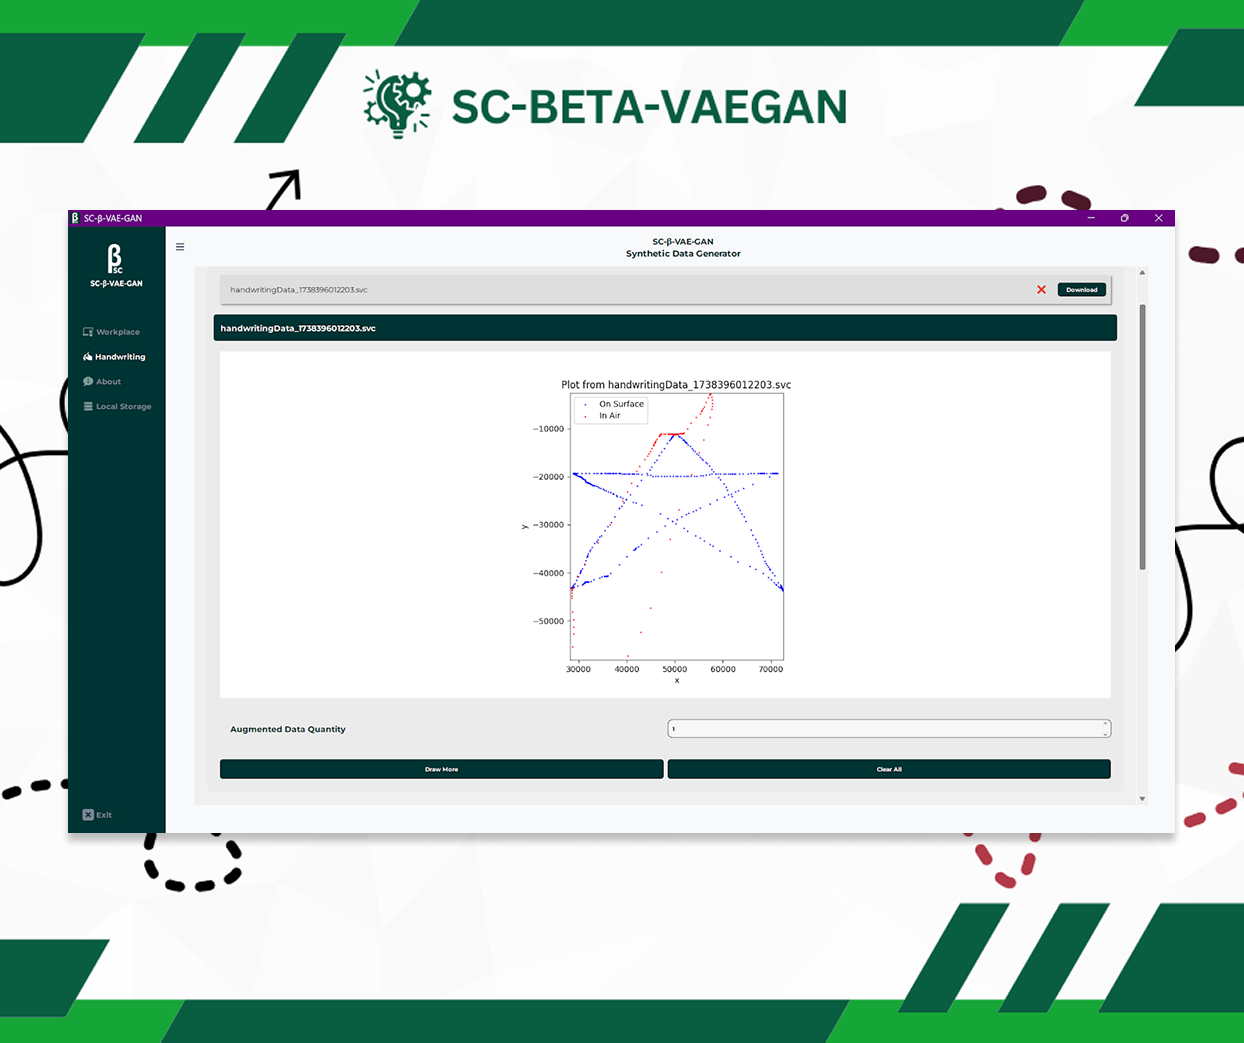 SC-BETA-VAEGAN
β SC-β-VAE-GAN
SC-β-VAE-GAN
Synthetic Data Generator
β
SC
SC-β-VAE-GAN
Workplace
Handwriting
About
Local Storage
Exit
handwritingData_1738396012203.svc
Download
handwritingData_1738396012203.svc
Plot from handwritingData_1738396012203.svc
On Surface
In Air
−10000
−20000
−30000
−40000
−50000
y
30000 40000 50000 60000 70000
x
Augmented Data Quantity
1
Draw More
Clear All